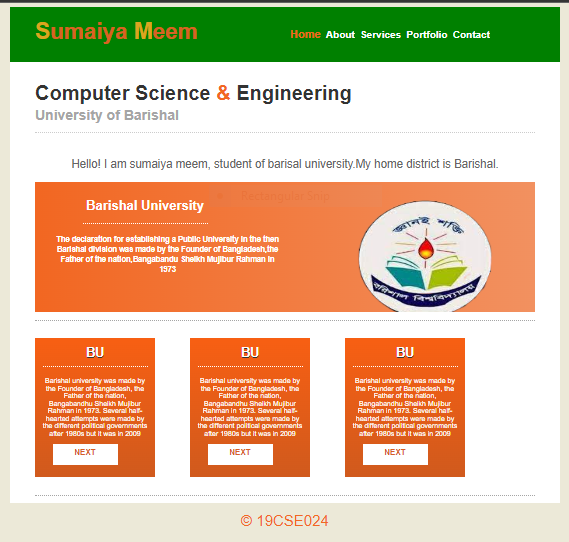 Sumaiya Meem
Home About Services Portfolio Contact
Computer Science & Engineering
University of Barishal
Hello! I am sumaiya meem, student of barisal university.My home district is Barishal.
Rectangular Snip
Barishal University
The declaration for establishing a Public University in the then
Barishal division was made by the Founder of Bangladesh,the
Father of the nation,Bangabandu Sheikh Mujibur Rahman in
1973
জ্ঞানই শক্তি
বরিশাল বিশ্ববিদ্যালয়
BU
Barishal university was made by
the Founder of Bangladesh, the
Father of the nation,
Bangabandhu Sheikh Mujibur
Rahman in 1973. Several half-
hearted attempts were made by
the different political governments
after 1980s but it was in 2009
NEXT
BU
Barishal university was made by
the Founder of Bangladesh, the
Father of the nation,
Bangabandhu Sheikh Mujibur
Rahman in 1973. Several half-
hearted attempts were made by
the different political governments
after 1980s but it was in 2009
NEXT
BU
Barishal university was made by
the Founder of Bangladesh, the
Father of the nation,
Bangabandhu Sheikh Mujibur
Rahman in 1973. Several half-
hearted attempts were made by
the different political governments
after 1980s but it was in 2009
NEXT
© 19CSE024